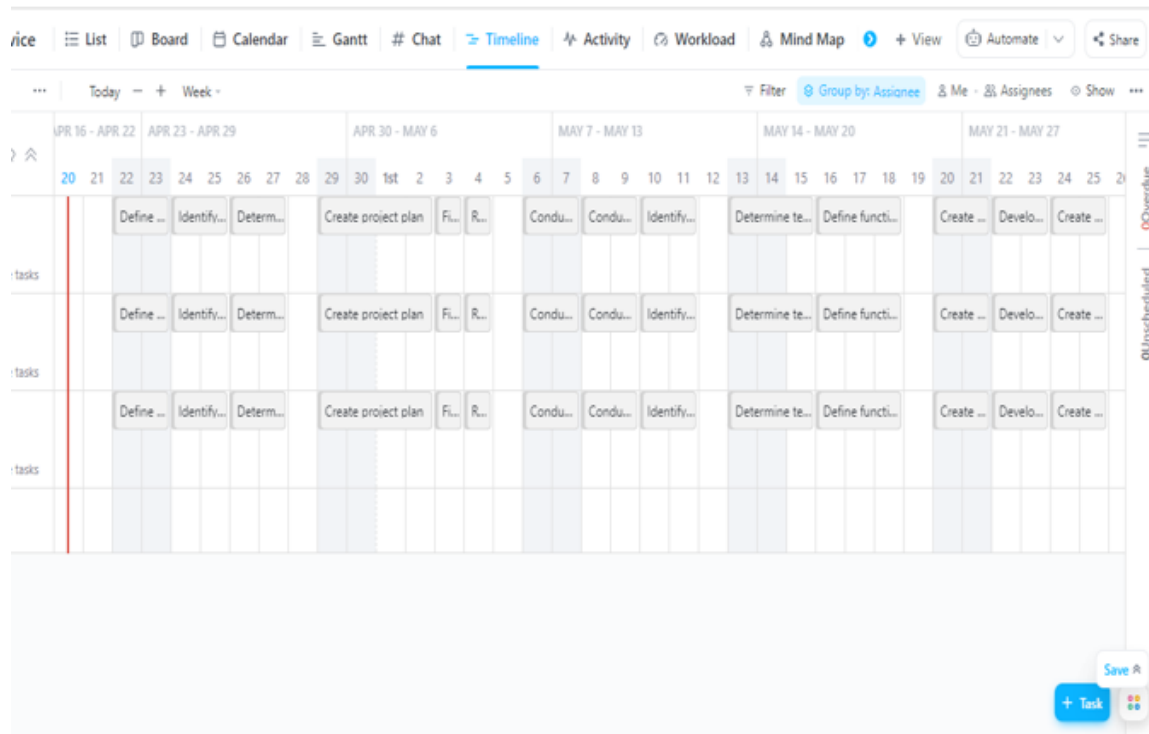 vice List Board Calendar Gantt # Chat Timeline Activity Workload Mind Map + View Automate Share
... Today − + Week Filter Group by: Assignee Me · Assignees Show ...
APR 16 - APR 22 APR 23 - APR 29 APR 30 - MAY 6 MAY 7 - MAY 13 MAY 14 - MAY 20 MAY 21 - MAY 27
20 21 22 23 24 25 26 27 28 29 30 1st 2 3 4 5 6 7 8 9 10 11 12 13 14 15 16 17 18 19 20 21 22 23 24 25 2
Define ... Identify... Determ... Create project plan Fi... R... Condu... Condu... Identify... Determine te... Define functi... Create ... Develo... Create ...
tasks
Define ... Identify... Determ... Create project plan Fi... R... Condu... Condu... Identify... Determine te... Define functi... Create ... Develo... Create ...
tasks
Define ... Identify... Determ... Create project plan Fi... R... Condu... Condu... Identify... Determine te... Define functi... Create ... Develo... Create ...
tasks
0Overdue
0Unscheduled
Save
+ Task